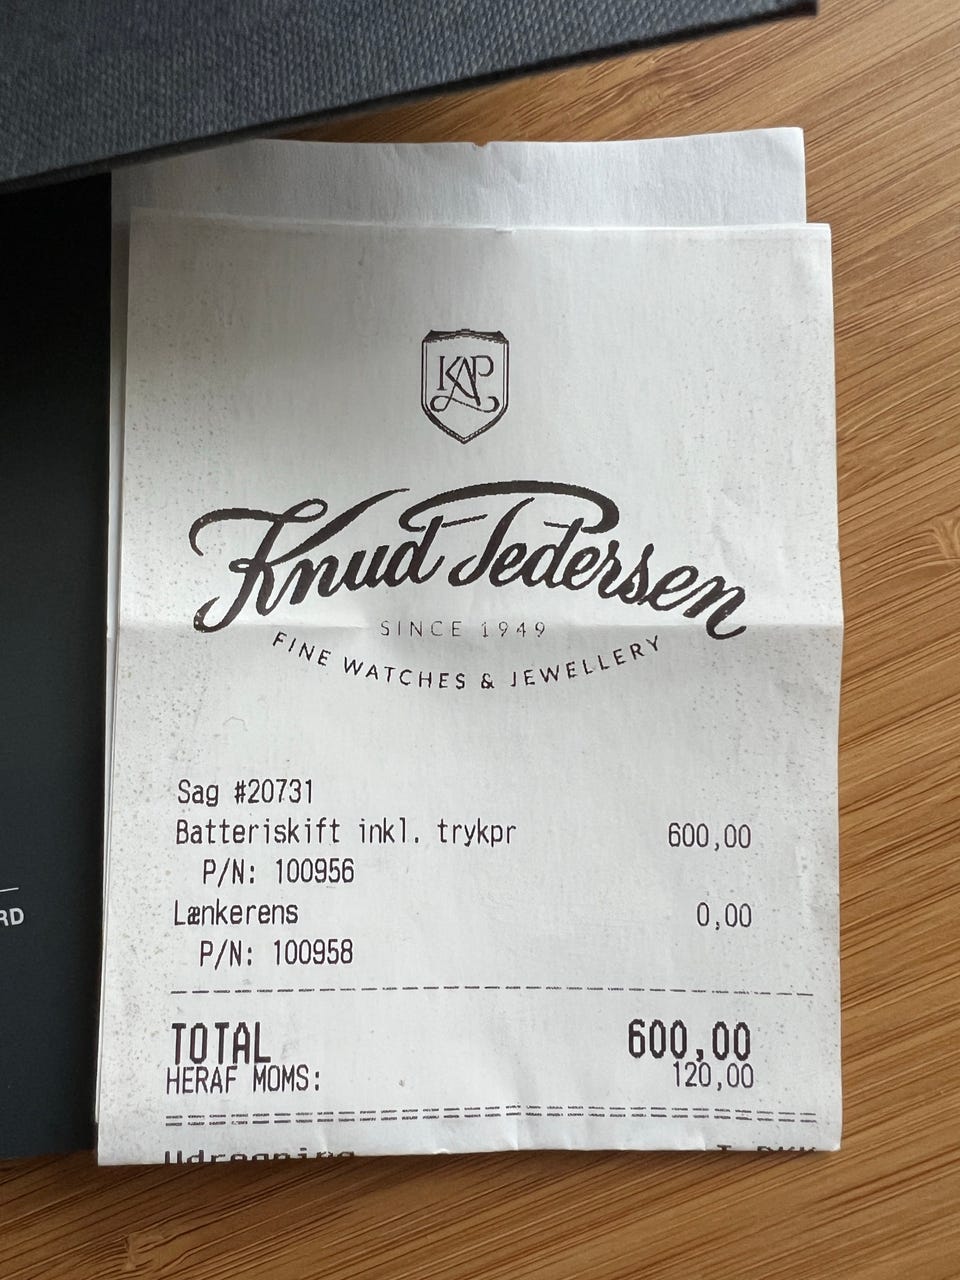 KAP
Knud Pedersen
SINCE 1949
FINE WATCHES & JEWELLERY
Sag #20731
Batteriskift inkl. trykpr 600,00
P/N: 100956
Lænkerens 0,00
P/N: 100958
TOTAL 600,00
HERAF MOMS: 120,00
RD